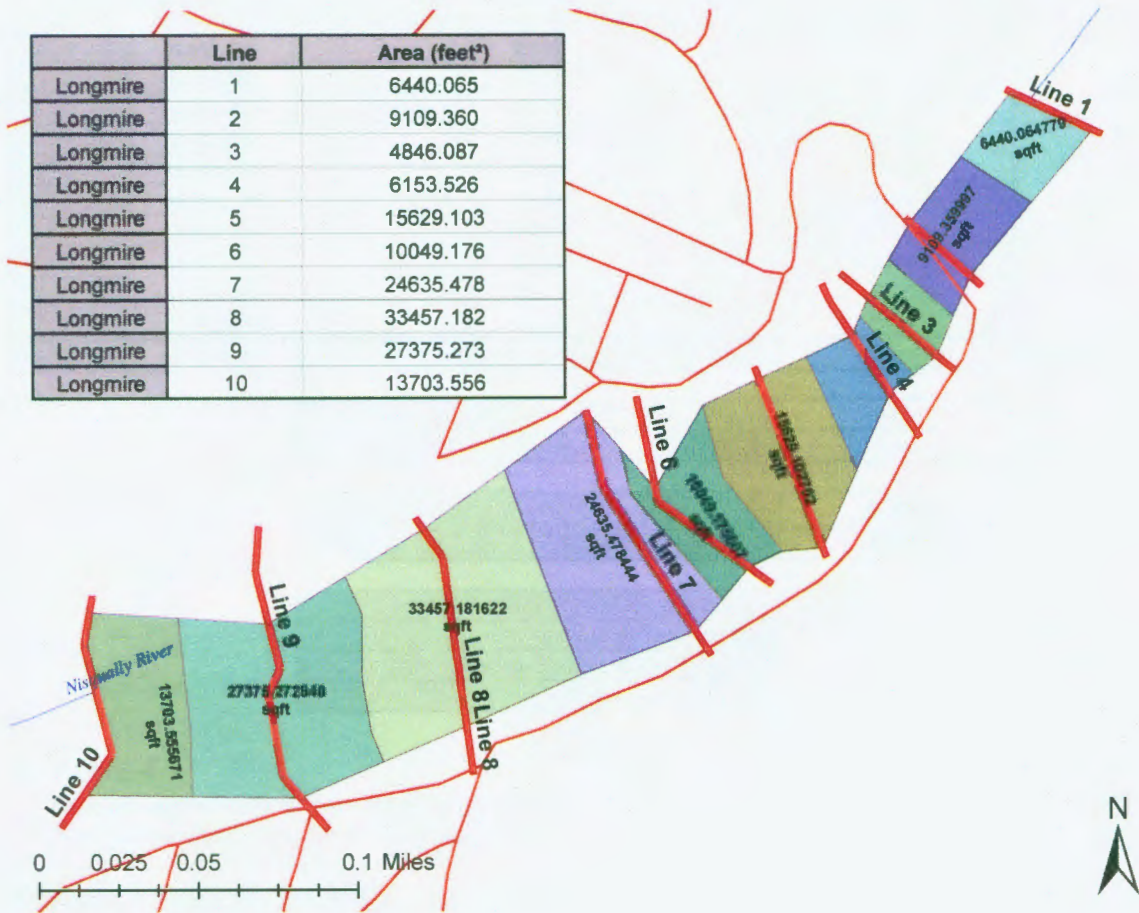 Line Area (feet²)
Longmire 1 6440.065
Longmire 2 9109.360
Longmire 3 4846.087
Longmire 4 6153.526
Longmire 5 15629.103
Longmire 6 10049.176
Longmire 7 24635.478
Longmire 8 33457.182
Longmire 9 27375.273
Longmire 10 13703.556
Line 1
6440.064779
sqft
9109.359997
sqft
Line 3
Line 4
sqft
Line 6
sqft
24635.478444
sqft
Line 7
33457.181622
sqft
Line 8
Line 8
Line 9
sqft
River
13703.555671
sqft
Line 10
0 0.025 0.05 0.1 Miles
N